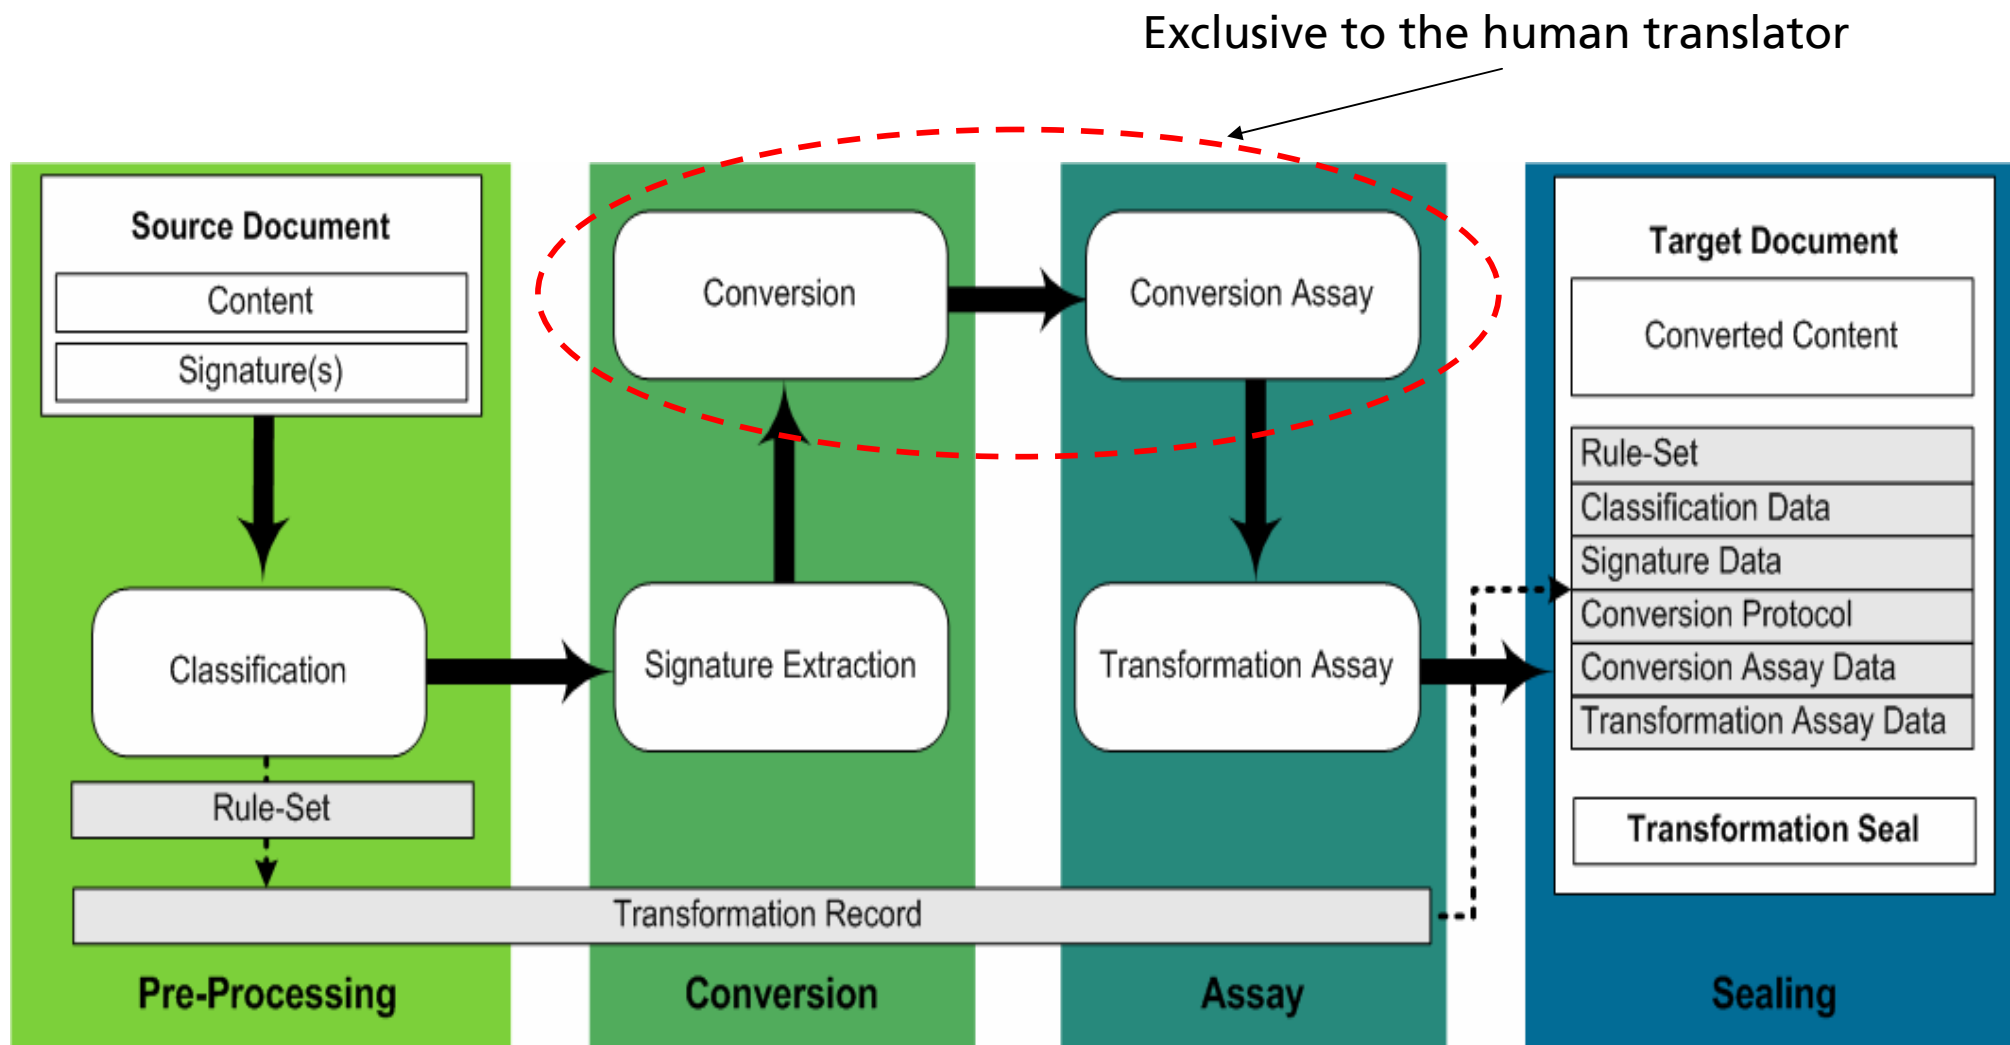 Exclusive to the human translator
Source Document
Content
Signature(s)
Classification
Rule-Set
Transformation Record
Pre-Processing
Conversion
Signature Extraction
Conversion
Conversion Assay
Transformation Assay
Assay
Target Document
Converted Content
Rule-Set
Classification Data
Signature Data
Conversion Protocol
Conversion Assay Data
Transformation Assay Data
Transformation Seal
Sealing